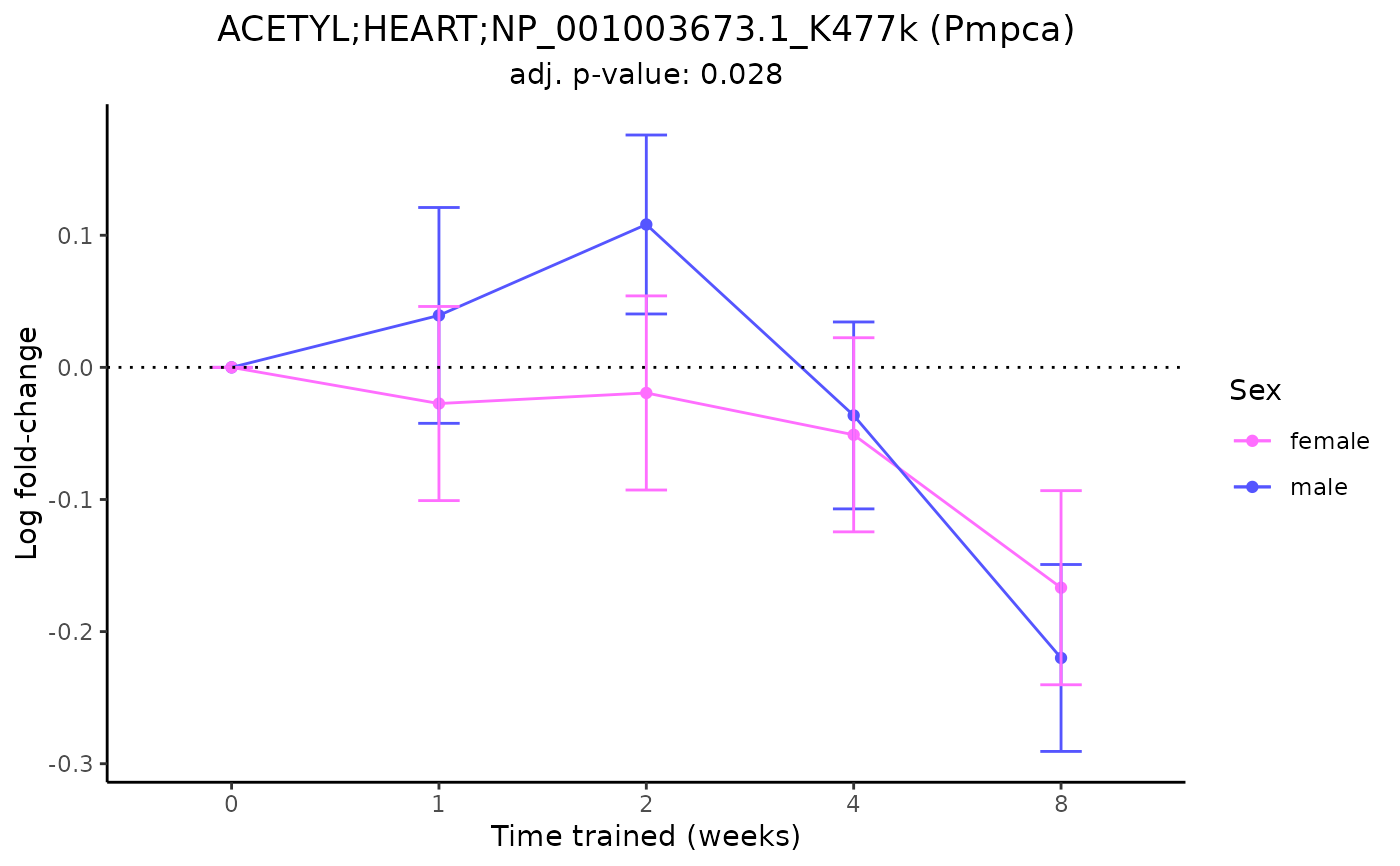 ACETYL;HEART;NP_001003673.1_K477k (Pmpca)
adj. p-value: 0.028
Log fold-change
0.1
0.0
-0.1
-0.2
-0.3
0 1 2 4 8
Time trained (weeks)
Sex
female
male